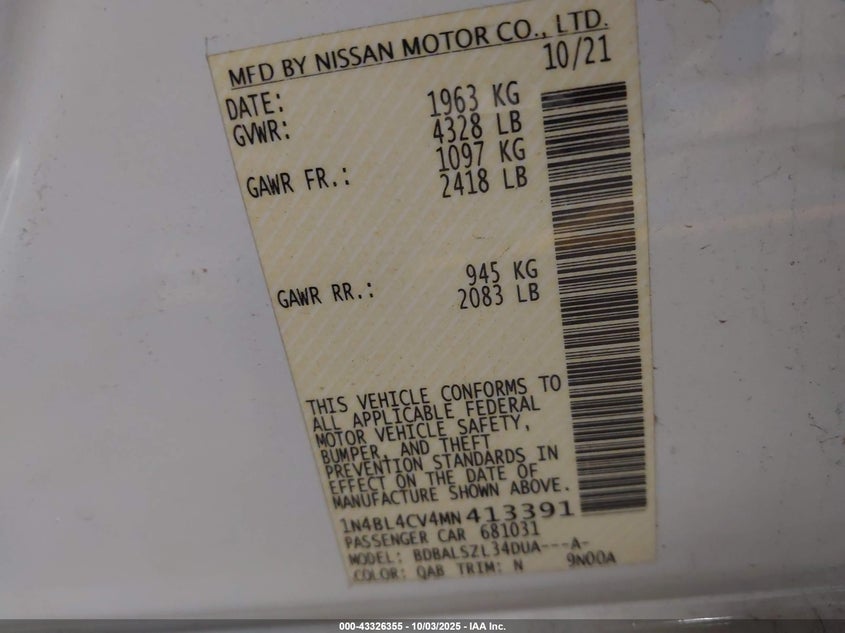 MFD BY NISSAN MOTOR CO., LTD.
10/21
DATE:
GVWR: 1963 KG
4328 LB
GAWR FR.: 1097 KG
2418 LB
GAWR RR.: 945 KG
2083 LB
THIS VEHICLE CONFORMS TO
ALL APPLICABLE FEDERAL
MOTOR VEHICLE SAFETY,
BUMPER, AND THEFT
PREVENTION STANDARDS IN
EFFECT ON THE DATE OF
MANUFACTURE SHOWN ABOVE.
1N4BL4CV4MN413391
PASSENGER CAR 681031
MODEL: BDBALSZL34DUA---A-
COLOR: QAB TRIM: N 9N00A
000-43326355 - 10/03/2025 - IAA Inc.